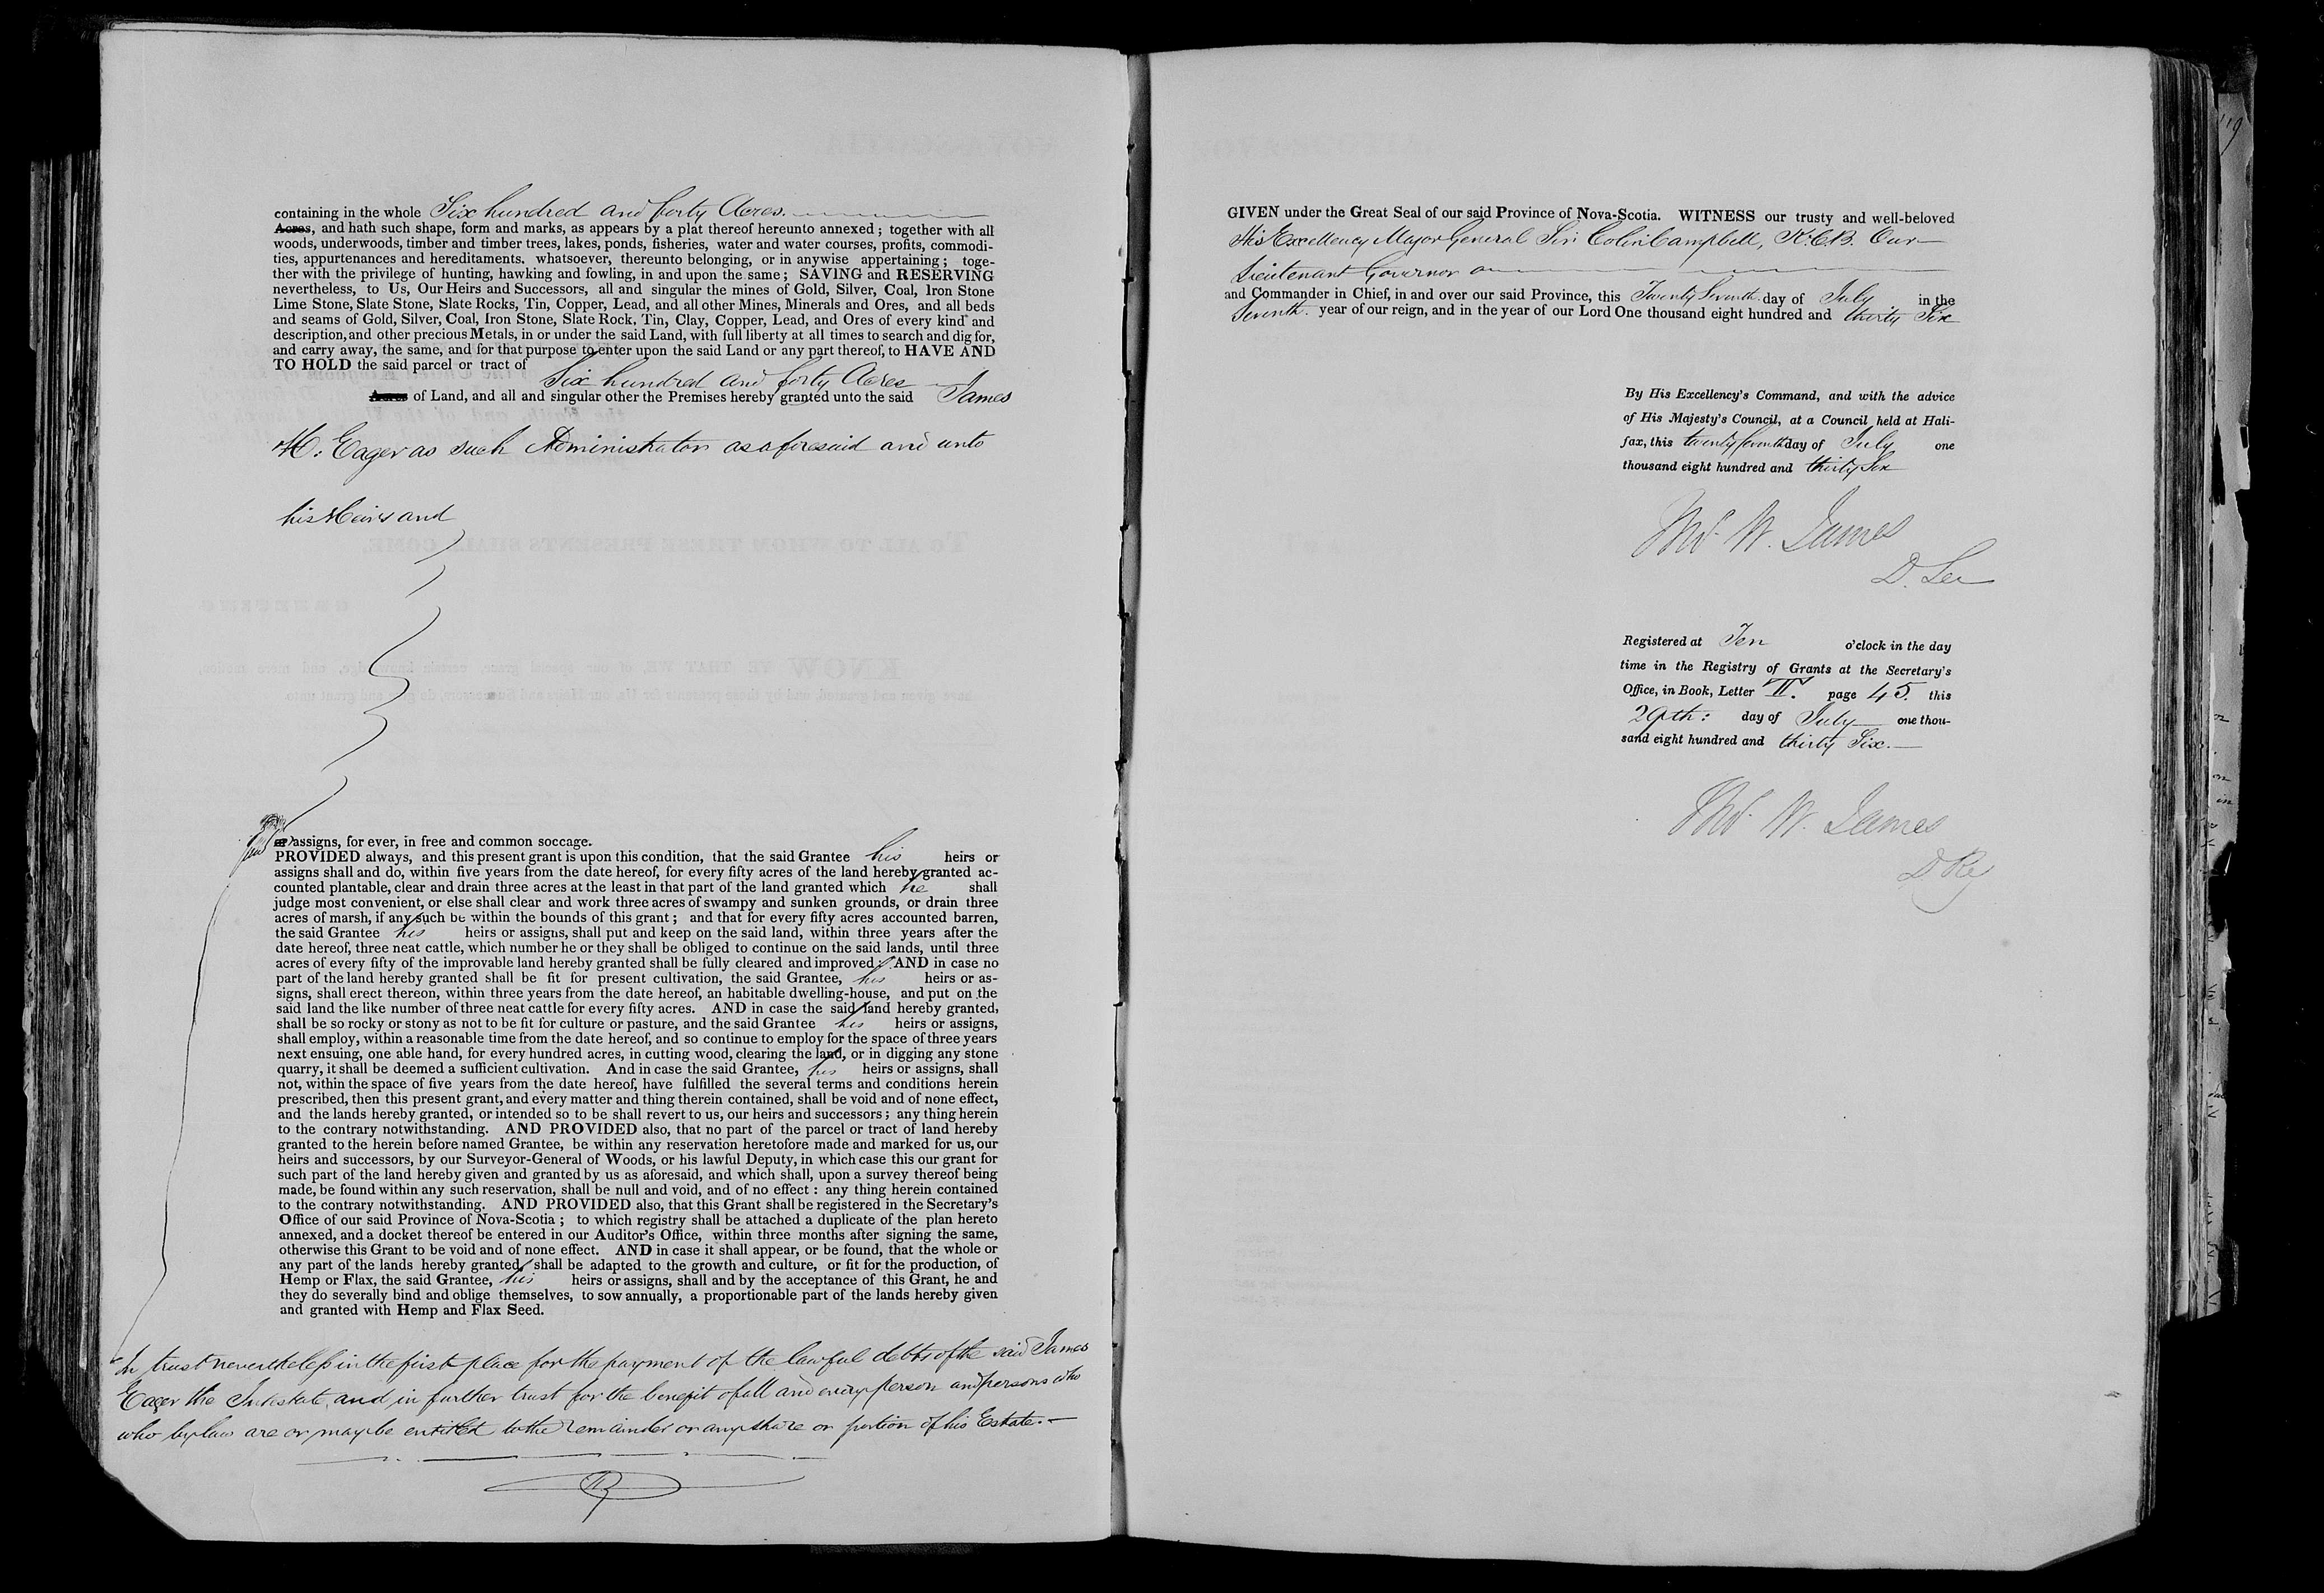 containing in the whole Six hundred and forty Acres.
Acres, and hath such shape, form and marks, as appears by a plat thereof hereunto annexed ; together with all
woods, underwoods, timber and timber trees, lakes, ponds, fisheries, water and water courses, profits, commodi-
ties, appurtenances and hereditaments. whatsoever, thereunto belonging, or in anywise appertaining ; toge-
ther with the privilege of hunting, hawking and fowling, in and upon the same ; SAVING and RESERVING
nevertheless, to Us, Our Heirs and Successors, all and singular the mines of Gold, Silver, Coal, Iron Stone
Lime Stone, Slate Stone, Slate Rocks, Tin, Copper, Lead, and all other Mines, Minerals and Ores, and all beds
and seams of Gold, Silver, Coal, Iron Stone, Slate Rock, Tin, Clay, Copper, Lead, and Ores of every kind and
description, and other precious Metals, in or under the said Land, with full liberty at all times to search and dig for,
and carry away, the same, and for that purpose to enter upon the said Land or any part thereof, to HAVE AND
TO HOLD the said parcel or tract of
Six hundred and forty Acres
Acres of Land, and all and singular other the Premises hereby granted unto the said James
H. Eager as such Administrator as aforesaid and unto
his Heirs and
and
or assigns, for ever, in free and common soccage.
PROVIDED always, and this present grant is upon this condition, that the said Grantee his heirs or
assigns shall and do, within five years from the date hereof, for every fifty acres of the land hereby granted ac-
counted plantable, clear and drain three acres at the least in that part of the land granted which he shall
judge most convenient, or else shall clear and work three acres of swampy and sunken grounds, or drain three
acres of marsh, if any such be within the bounds of this grant ; and that for every fifty acres accounted barren,
the said Grantee his heirs or assigns, shall put and keep on the said land, within three years after the
date hereof, three neat cattle, which number he or they shall be obliged to continue on the said lands, until three
acres of every fifty of the improvable land hereby granted shall be fully cleared and improved : AND in case no
part of the land hereby granted shall be fit for present cultivation, the said Grantee, his heirs or as-
signs, shall erect thereon, within three years from the date hereof, an habitable dwelling-house, and put on the
said land the like number of three neat cattle for every fifty acres. AND in case the said land hereby granted,
shall be so rocky or stony as not to be fit for culture or pasture, and the said Grantee his heirs or assigns,
shall employ, within a reasonable time from the date hereof, and so continue to employ for the space of three years
next ensuing, one able hand, for every hundred acres, in cutting wood, clearing the land, or in digging any stone
quarry, it shall be deemed a sufficient cultivation. And in case the said Grantee, his heirs or assigns, shall
not, within the space of five years from the date hereof, have fulfilled the several terms and conditions herein
prescribed, then this present grant, and every matter and thing therein contained, shall be void and of none effect,
and the lands hereby granted, or intended so to be shall revert to us, our heirs and successors ; any thing herein
to the contrary notwithstanding. AND PROVIDED also, that no part of the parcel or tract of land hereby
granted to the herein before named Grantee, be within any reservation heretofore made and marked for us, our
heirs and successors, by our Surveyor-General of Woods, or his lawful Deputy, in which case this our grant for
such part of the land hereby given and granted by us as aforesaid, and which shall, upon a survey thereof being
made, be found within any such reservation, shall be null and void, and of no effect : any thing herein contained
to the contrary notwithstanding. AND PROVIDED also, that this Grant shall be registered in the Secretary's
Office of our said Province of Nova-Scotia ; to which registry shall be attached a duplicate of the plan hereto
annexed, and a docket thereof be entered in our Auditor's Office, within three months after signing the same,
otherwise this Grant to be void and of none effect. AND in case it shall appear, or be found, that the whole or
any part of the lands hereby granted, shall be adapted to the growth and culture, or fit for the production, of
Hemp or Flax, the said Grantee, his heirs or assigns, shall and by the acceptance of this Grant, he and
they do severally bind and oblige themselves, to sow annually, a proportionable part of the lands hereby given
and granted with Hemp and Flax Seed.
In trust nevertheless in the first place for the payment of the lawful debts of the said James
Eager the Intestate, and in further trust for the benefit of all and every person and persons who
who by law are or may be entitled to the remainder or any share or portion of his Estate.
GIVEN under the Great Seal of our said Province of Nova-Scotia. WITNESS our trusty and well-beloved
His Excellency Major General Sir Colin Campbell, K.C.B. Our
Lieutenant Governor
and Commander in Chief, in and over our said Province, this Twenty Seventh day of July in the
Seventh year of our reign, and in the year of our Lord One thousand eight hundred and thirty Six
By His Excellency's Command, and with the advice
of His Majesty's Council, at a Council held at Hali-
fax, this twenty seventh day of July one
thousand eight hundred and thirty Six
Thos. W. James
D. Sec
Registered at Ten o'clock in the day
time in the Registry of Grants at the Secretary's
Office, in Book, Letter page 45. this
29th: day of July one thou-
sand eight hundred and thirty Six.
Thos. W. James
D Reg